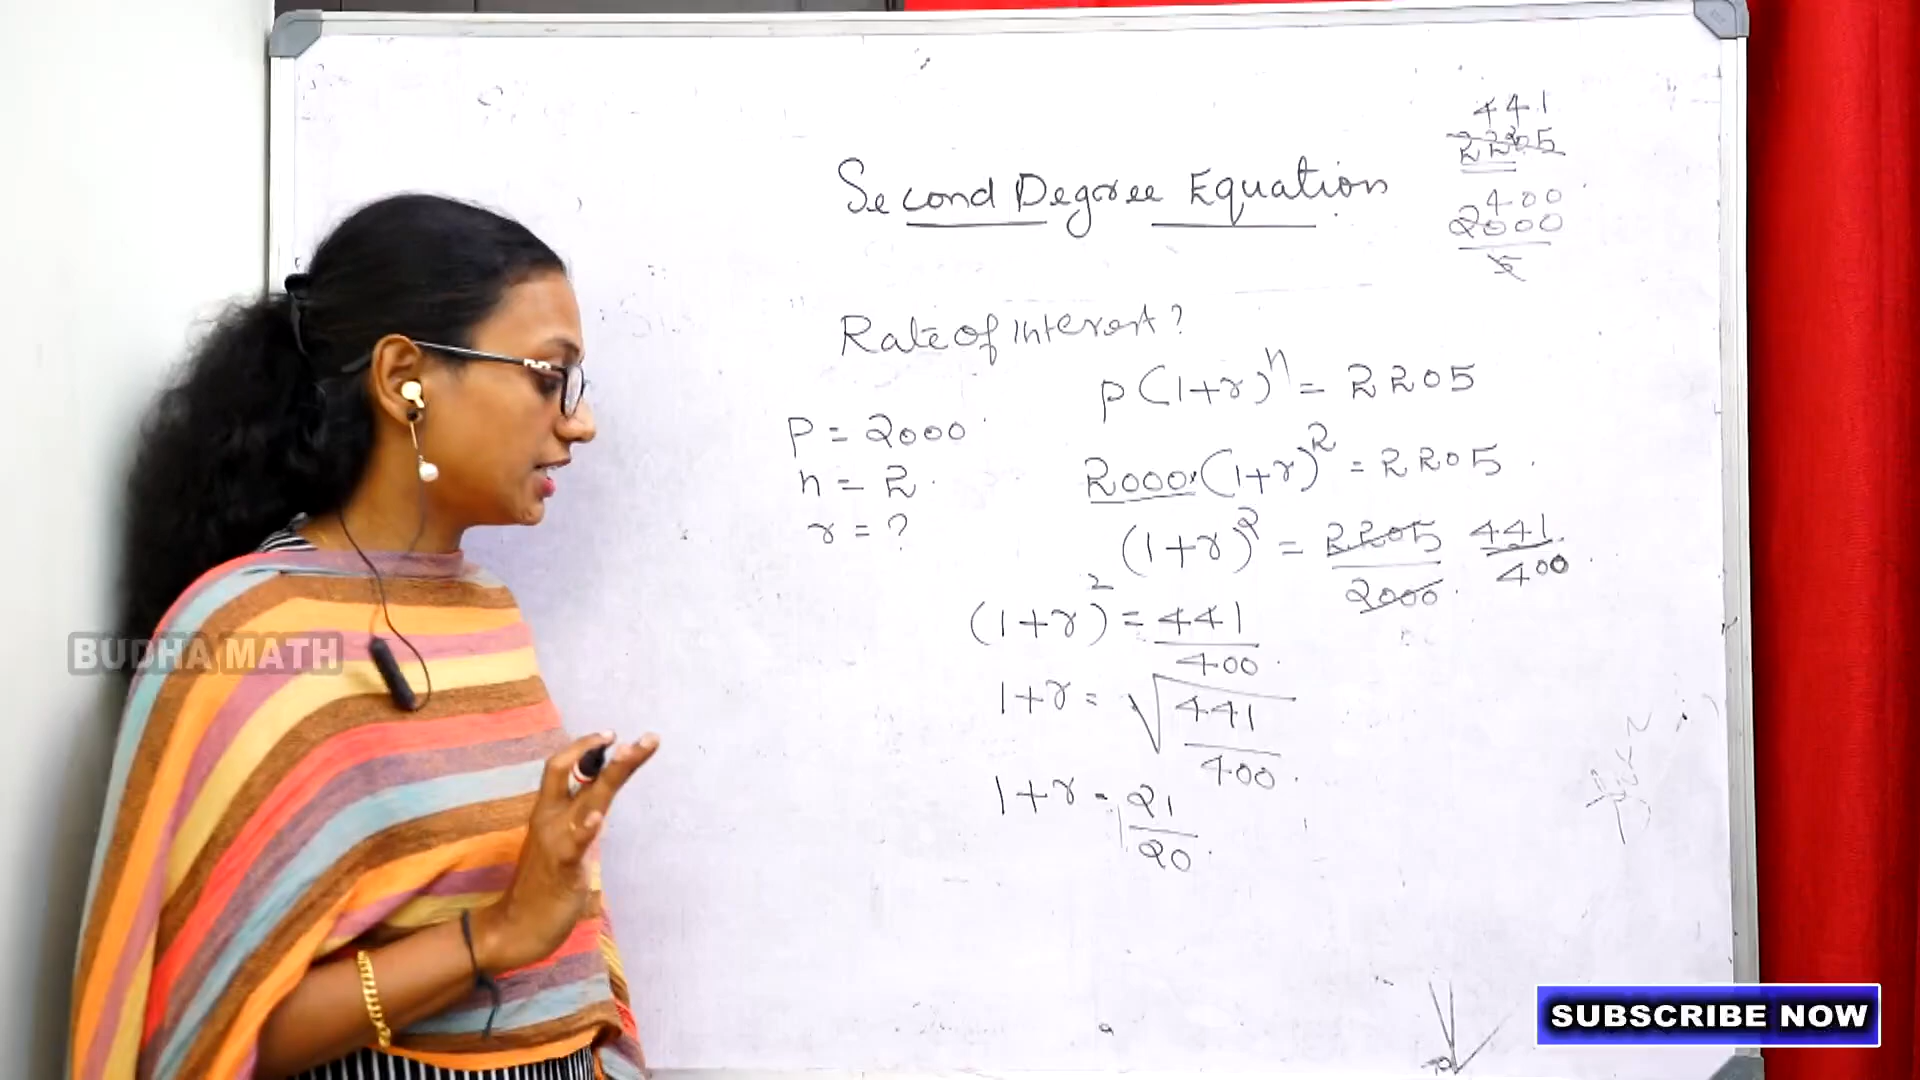 Second Degree Equation
441
2205
400
2000
5
Rate of interest?
P = 2000
n = 2
r = ?
p(1+r)^n = 2205
2000(1+r)^2 = 2205
(1+r)^2 = 2205/2000 441/400
(1+r)^2 = 441/400
1+r = √(441/400)
1+r = 21/20
BUDHA MATH
SUBSCRIBE NOW